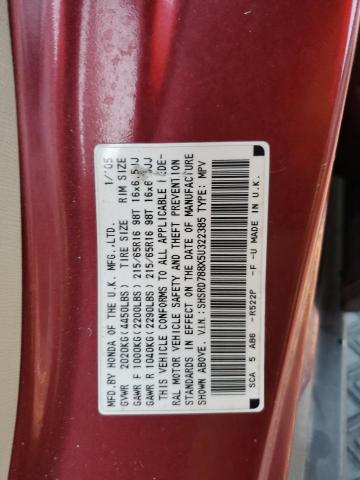 MFD.BY HONDA OF THE U.K. MFG.,LTD. 1/'05
GVWR 2020KG(4450LBS) TIRE SIZE RIM SIZE
GAWR F 1000KG(2200LBS) 215/65R16 98T 16x6.5JJ
GAWR R 1040KG(2290LBS) 215/65R16 98T 16x6.5JJ
THIS VEHICLE CONFORMS TO ALL APPLICABLE FEDE-
RAL MOTOR VEHICLE SAFETY AND THEFT PREVENTION
STANDARDS IN EFFECT ON THE DATE OF MANUFACTURE
SHOWN ABOVE. V.I.N.: SHSRD788X5U322385 TYPE: MPV
SCA 5 A86 -R522P -F -U MADE IN U.K.